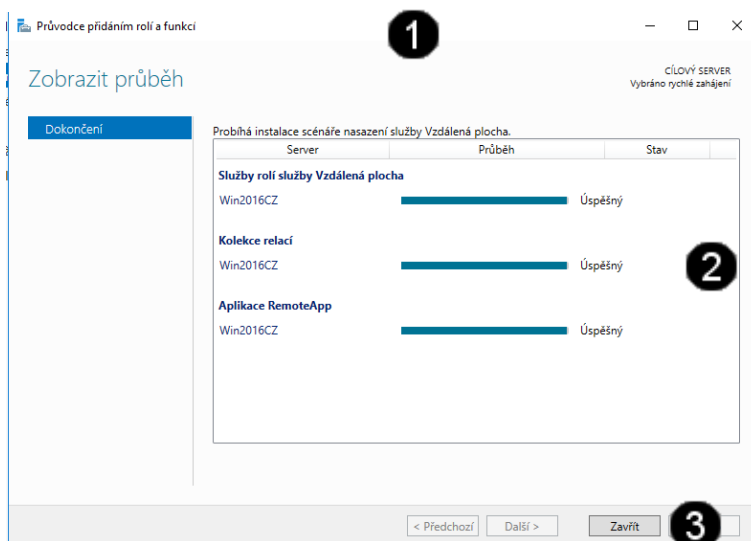 Průvodce přidáním rolí a funkcí
1
Zobrazit průběh
CÍLOVÝ SERVER
Vybráno rychlé zahájení
Dokončení
Probíhá instalace scénáře nasazení služby Vzdálená plocha.
Server Průběh Stav
Služby rolí služby Vzdálená plocha
Win2016CZ Úspěšný
Kolekce relací
Win2016CZ Úspěšný
2
Aplikace RemoteApp
Win2016CZ Úspěšný
< Předchozí Další > Zavřít 3